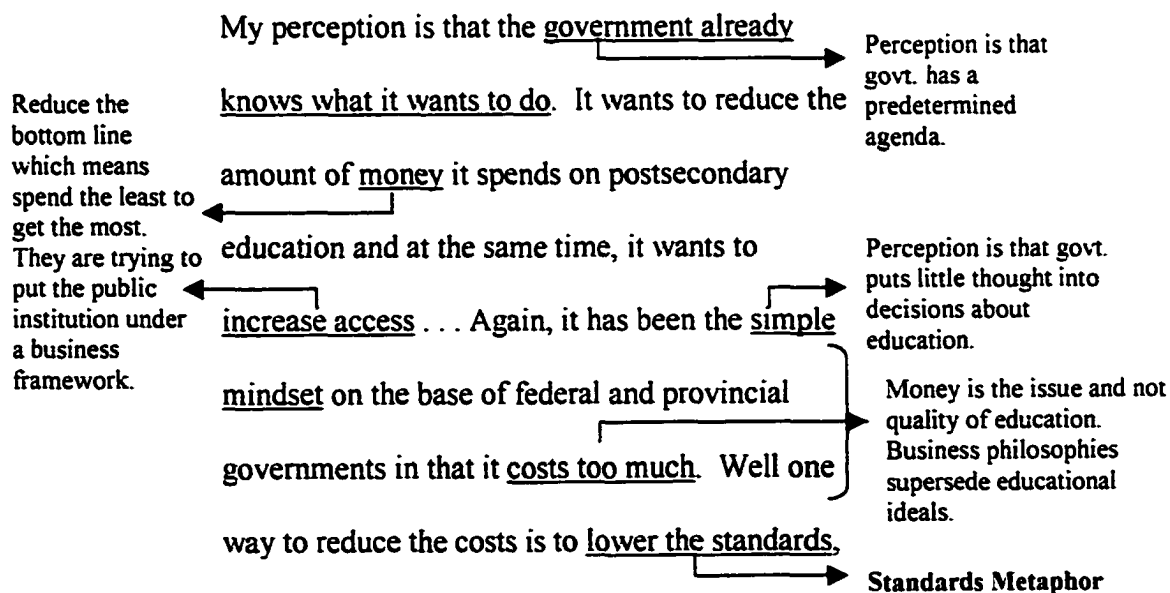 My perception is that the government already
Perception is that
govt. has a
predetermined
agenda.
knows what it wants to do. It wants to reduce the
Reduce the
bottom line
which means
spend the least to
get the most.
They are trying to
put the public
institution under
a business
framework.
amount of money it spends on postsecondary
education and at the same time, it wants to
Perception is that govt.
puts little thought into
decisions about
education.
increase access . . . Again, it has been the simple
mindset on the base of federal and provincial
Money is the issue and not
quality of education.
Business philosophies
supersede educational
ideals.
governments in that it costs too much. Well one
way to reduce the costs is to lower the standards,
Standards Metaphor